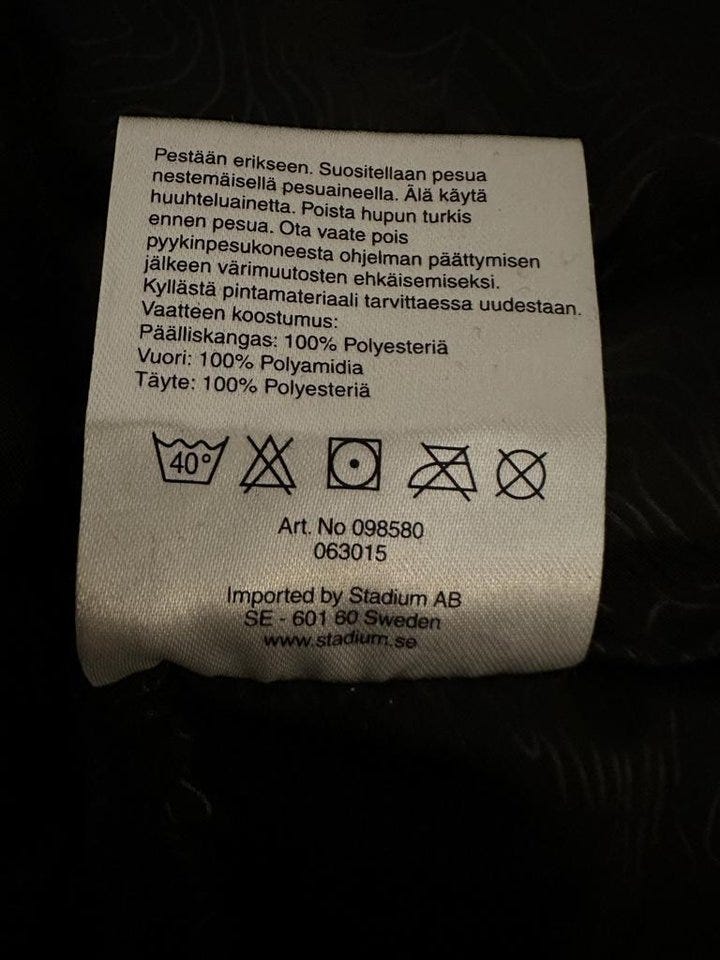 Pestään erikseen. Suositellaan pesua
nestemäisellä pesuaineella. Älä käytä
huuhteluainetta. Poista hupun turkis
ennen pesua. Ota vaate pois
pyykinpesukoneesta ohjelman päättymisen
jälkeen värimuutosten ehkäisemiseksi.
Kyllästä pintamateriaali tarvittaessa uudestaan.
Vaatteen koostumus:
Päälliskangas: 100% Polyesteriä
Vuori: 100% Polyamidia
Täyte: 100% Polyesteriä
40°
Art. No 098580
063015
Imported by Stadium AB
SE - 601 60 Sweden
www.stadium.se